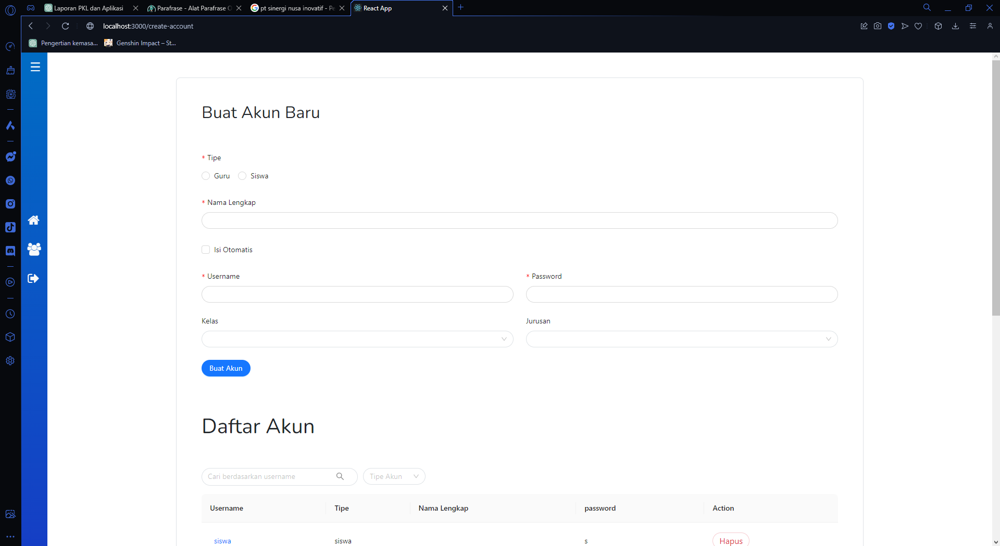 Laporan PKL dan Aplikasi
Parafrase - Alat Parafrase
pt sinergi nusa inovatif -
React App
localhost:3000/create-account
Pengertian kemasa...
Genshin Impact – St...
Buat Akun Baru
* Tipe
Guru Siswa
* Nama Lengkap
Isi Otomatis
* Username * Password
Kelas Jurusan
Buat Akun
Daftar Akun
Cari berdasarkan username Tipe Akun
Username Tipe Nama Lengkap password Action
siswa siswa s Hapus